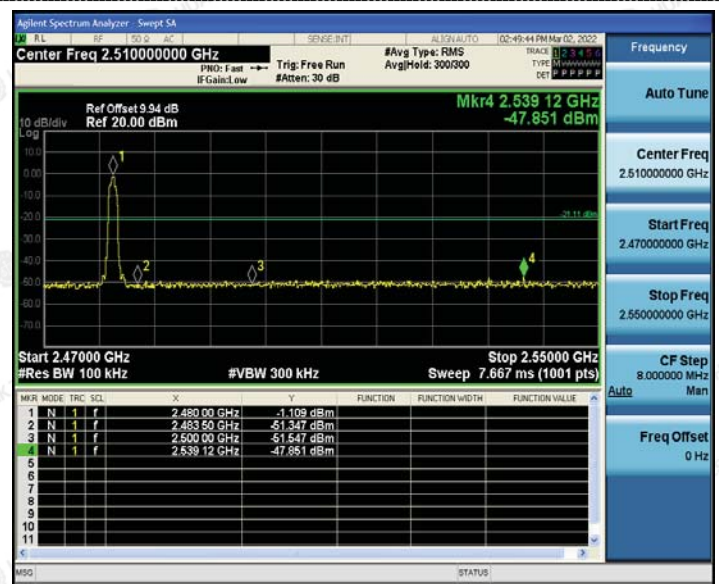 Agilent Spectrum Analyzer - Swept SA
LXI RL RF 50 Ω AC SENSE:INT ALIGN AUTO 02:49:44 PM Mar 02, 2022
Center Freq 2.510000000 GHz
PNO: Fast
IFGain:Low
Trig: Free Run
#Atten: 30 dB
#Avg Type: RMS
Avg|Hold: 300/300
TRACE 1 2 3 4 5 6
TYPE M
DET P P P P P P
Ref Offset 9.94 dB
10 dB/div Ref 20.00 dBm
Log
Mkr4 2.539 12 GHz
-47.851 dBm
10.0
0.00
-10.0
-20.0
-30.0
-40.0
-50.0
-60.0
-70.0
1
2
3
4
-21.11 dBm
Start 2.47000 GHz Stop 2.55000 GHz
#Res BW 100 kHz #VBW 300 kHz Sweep 7.667 ms (1001 pts)
MKR MODE TRC SCL X Y FUNCTION FUNCTION WIDTH FUNCTION VALUE
1 N 1 f 2.480 00 GHz -1.109 dBm
2 N 1 f 2.483 50 GHz -51.347 dBm
3 N 1 f 2.500 00 GHz -51.547 dBm
4 N 1 f 2.539 12 GHz -47.851 dBm
5
6
7
8
9
10
11
MSG STATUS
Frequency
Auto Tune
Center Freq
2.510000000 GHz
Start Freq
2.470000000 GHz
Stop Freq
2.550000000 GHz
CF Step
8.000000 MHz
Auto Man
Freq Offset
0 Hz